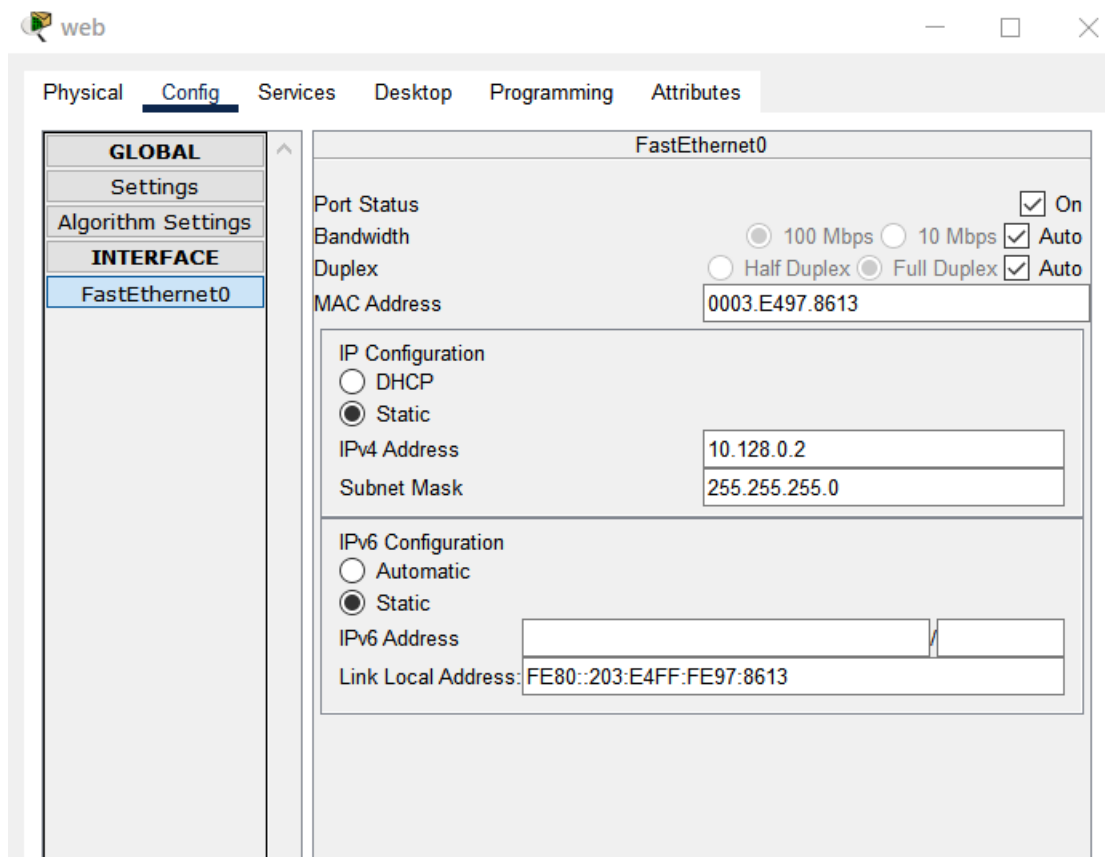 web
Physical Config Services Desktop Programming Attributes
GLOBAL
Settings
Algorithm Settings
INTERFACE
FastEthernet0
FastEthernet0
Port Status On
Bandwidth 100 Mbps 10 Mbps Auto
Duplex Half Duplex Full Duplex Auto
MAC Address 0003.E497.8613
IP Configuration
DHCP
Static
IPv4 Address 10.128.0.2
Subnet Mask 255.255.255.0
IPv6 Configuration
Automatic
Static
IPv6 Address /
Link Local Address: FE80::203:E4FF:FE97:8613